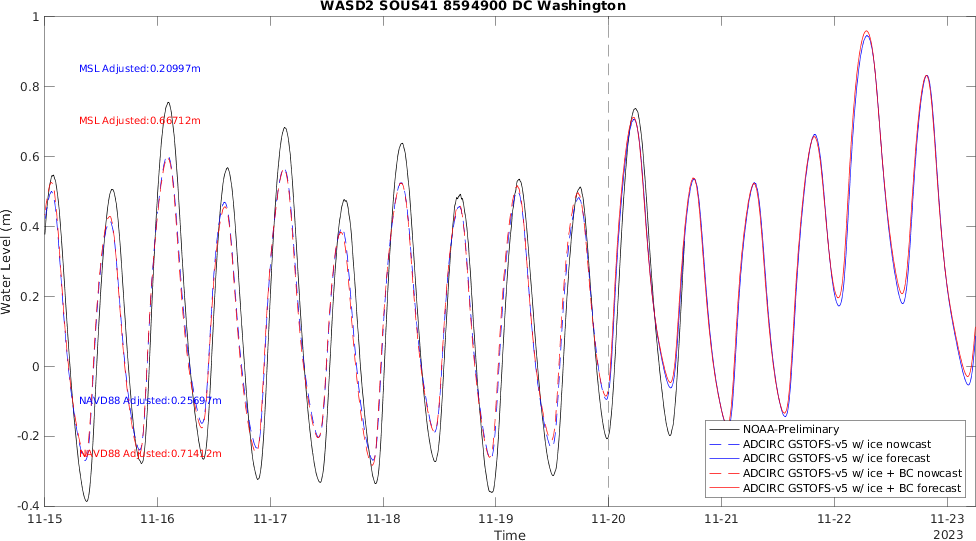 WASD2 SOUS41 8594900 DC Washington
1
0.8
0.6
0.4
0.2
0
-0.2
-0.4
Water Level (m)
MSL Adjusted:0.20997m
MSL Adjusted:0.66712m
NAVD88 Adjusted:0.25697m
NAVD88 Adjusted:0.71412m
NOAA-Preliminary
ADCIRC GSTOFS-v5 w/ ice nowcast
ADCIRC GSTOFS-v5 w/ ice forecast
ADCIRC GSTOFS-v5 w/ ice + BC nowcast
ADCIRC GSTOFS-v5 w/ ice + BC forecast
11-15 11-16 11-17 11-18 11-19 11-20 11-21 11-22 11-23
Time 2023